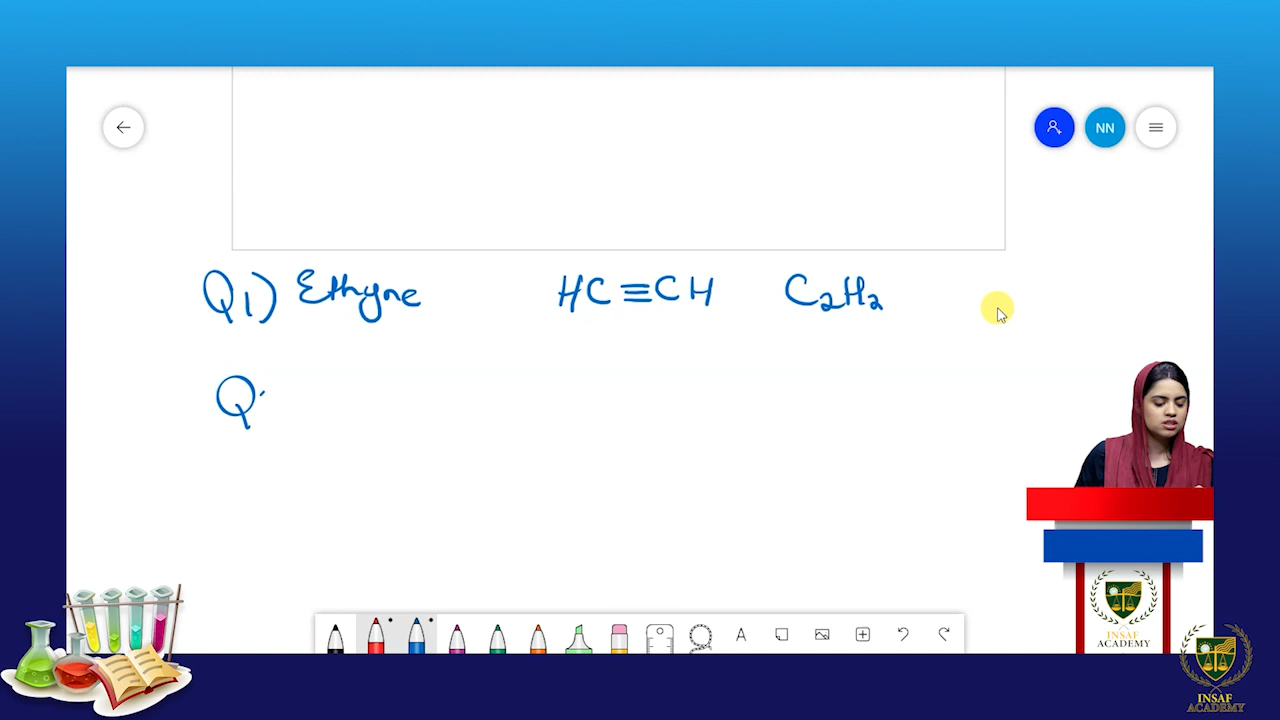 NN
Q1) Ethyne HC≡CH C₂H₂
Q.
A
INSAF
ACADEMY
INSAF
ACADEMY